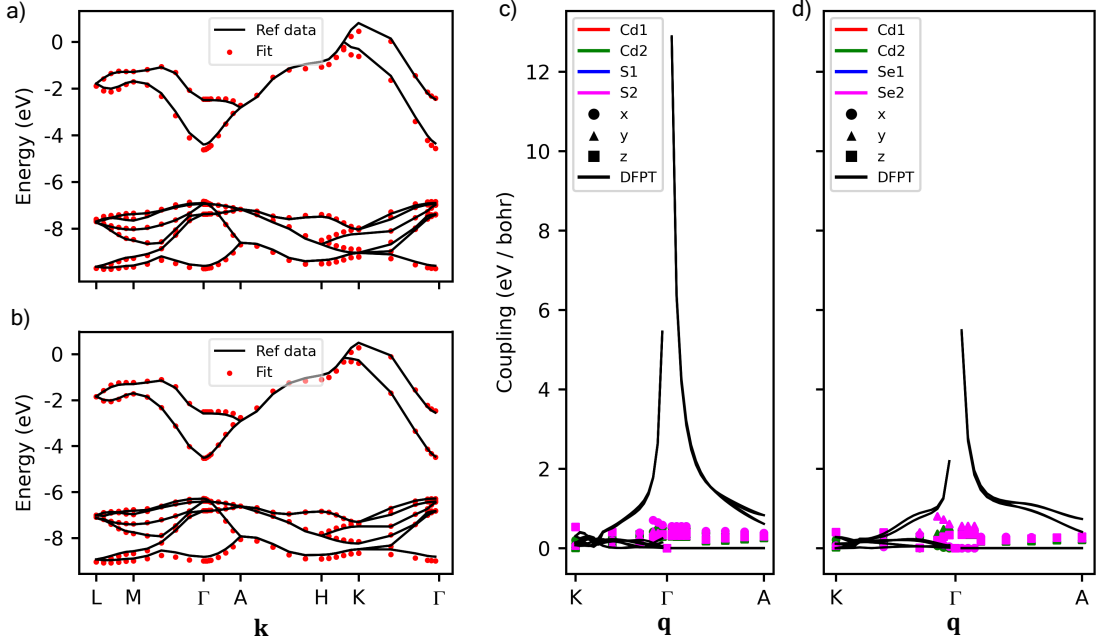 a)
Energy (eV)
0
-2
-4
-6
-8
Ref data
Fit
b)
Energy (eV)
0
-2
-4
-6
-8
Ref data
Fit
L M Γ A H K Γ
k
c)
Coupling (eV / bohr)
12
10
8
6
4
2
0
Cd1
Cd2
S1
S2
x
y
z
DFPT
K Γ A
q
d)
Cd1
Cd2
Se1
Se2
x
y
z
DFPT
K Γ A
q